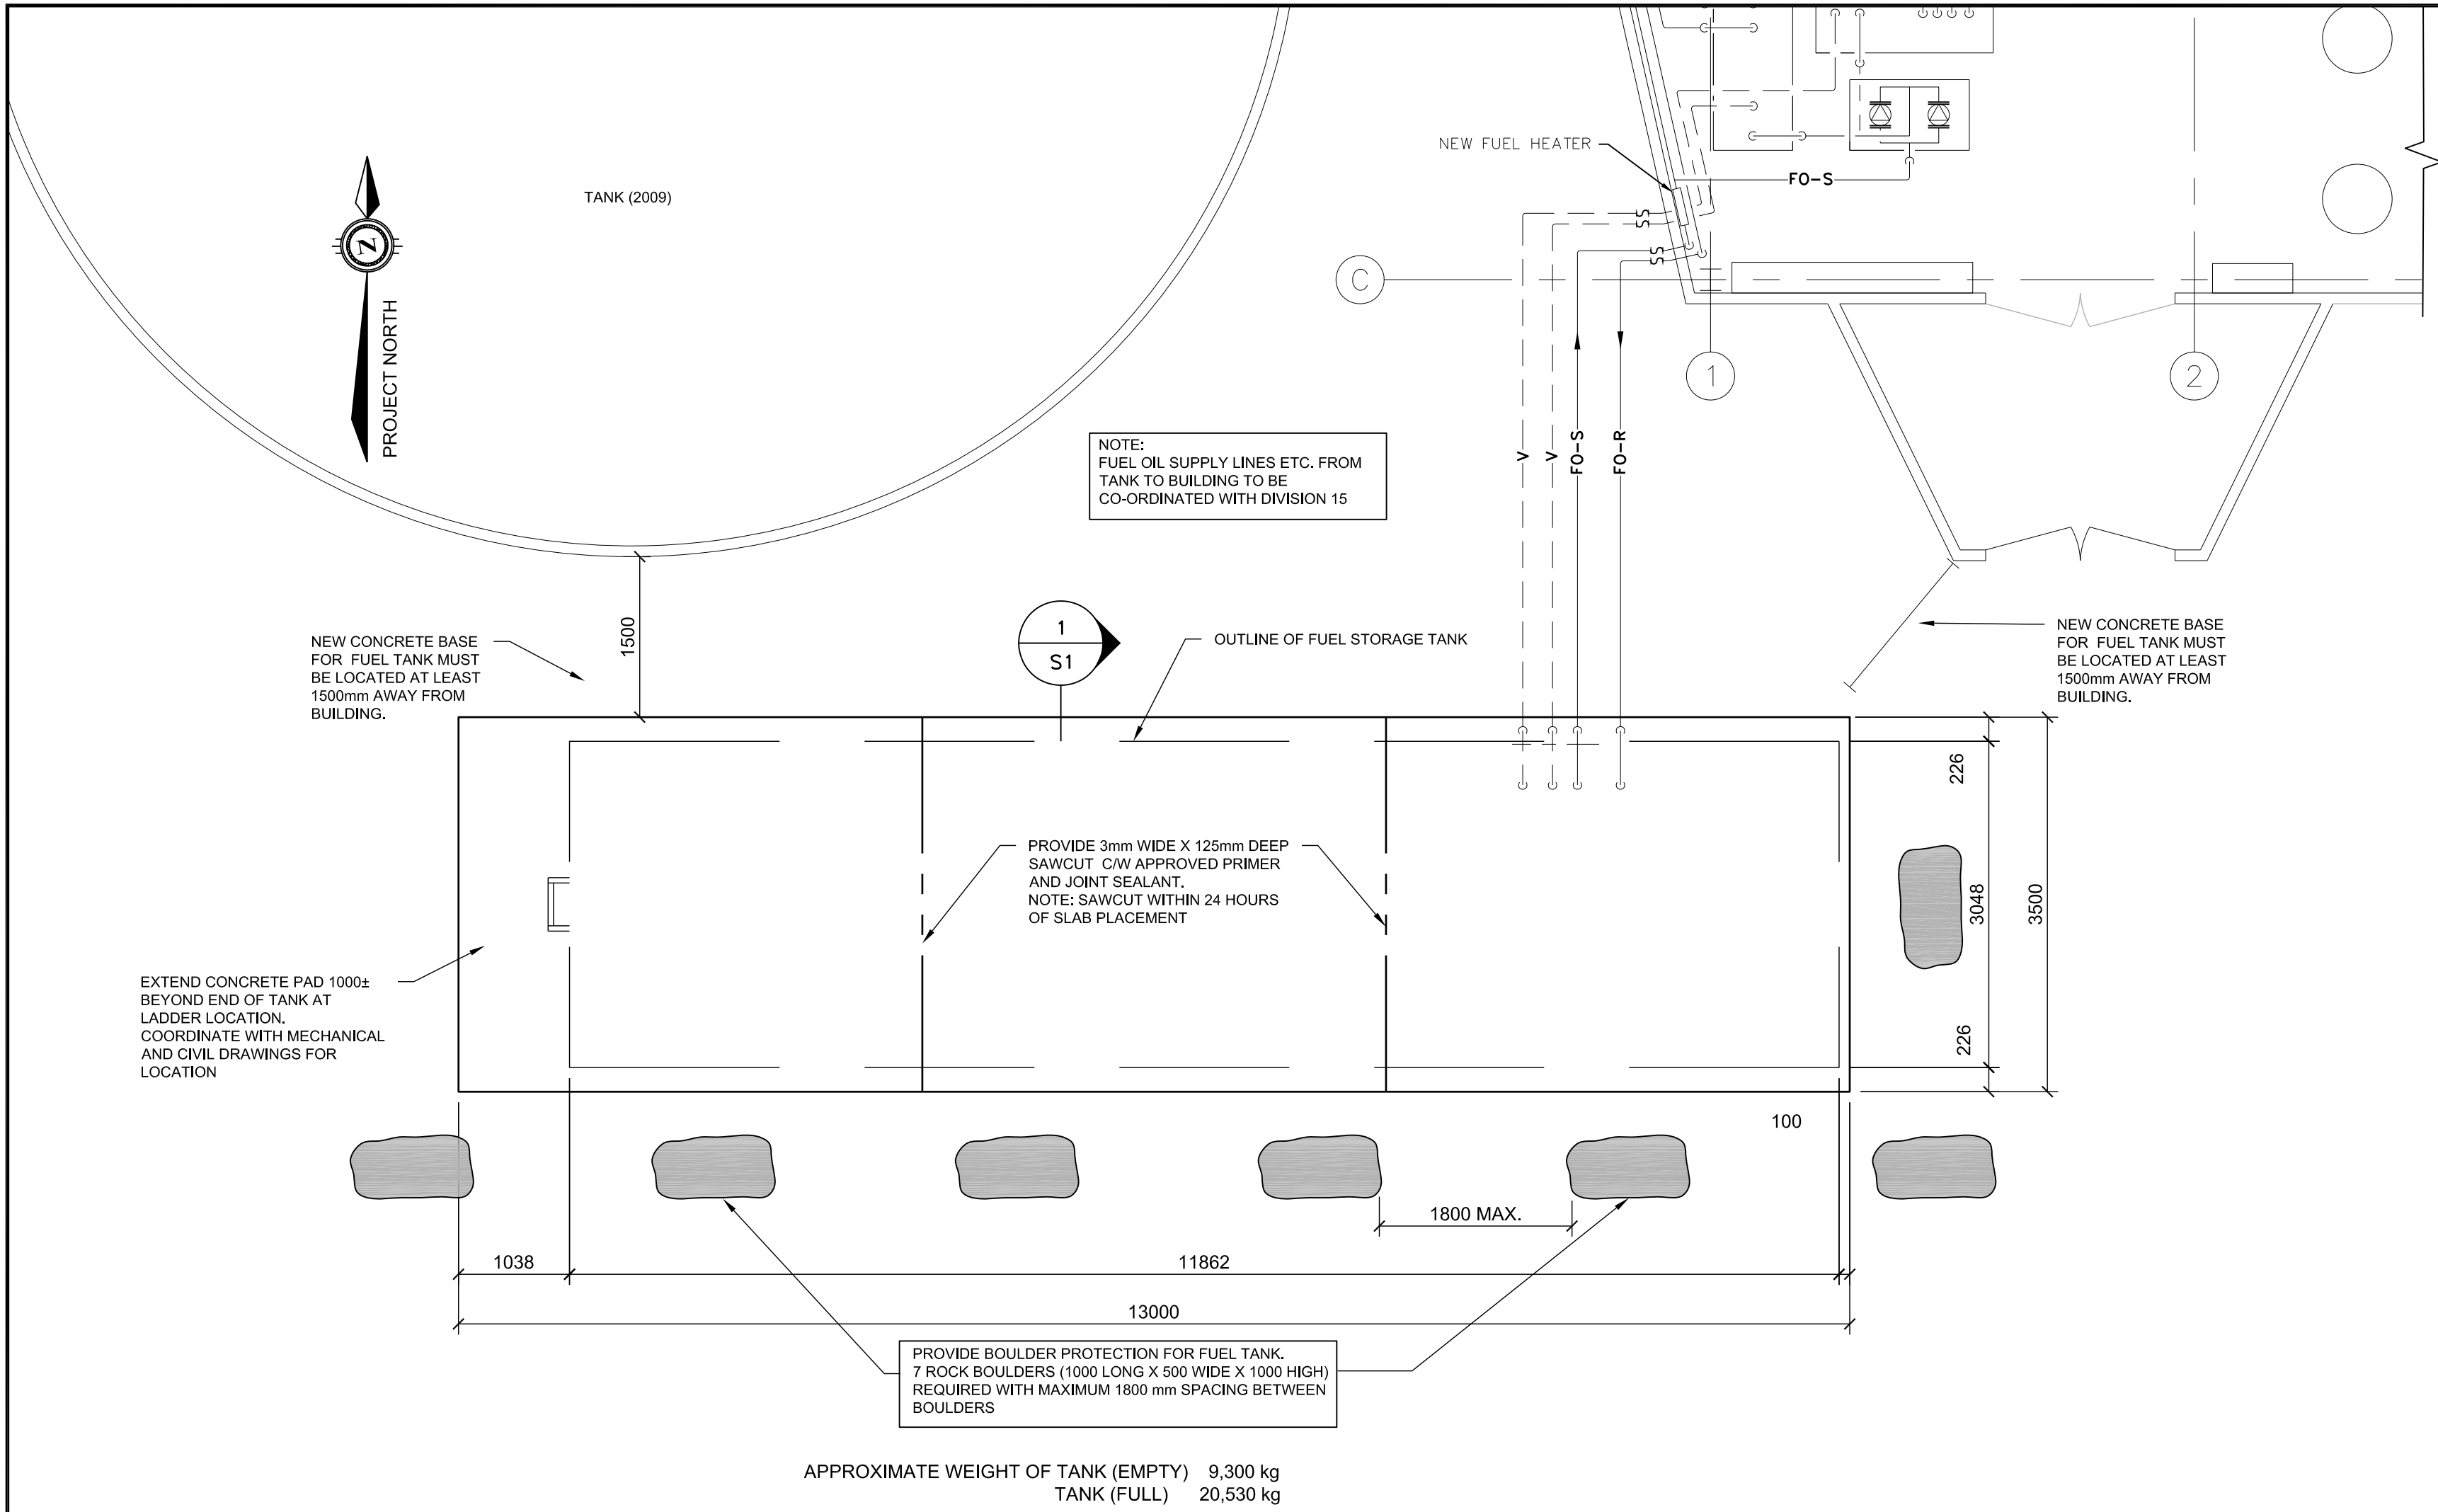 TANK (2009)
N
PROJECT NORTH
NEW FUEL HEATER
FO-S
C
1
2
NOTE:
FUEL OIL SUPPLY LINES ETC. FROM
TANK TO BUILDING TO BE
CO-ORDINATED WITH DIVISION 15
V
V
FO-S
FO-R
S
S
S
S
NEW CONCRETE BASE
FOR FUEL TANK MUST
BE LOCATED AT LEAST
1500mm AWAY FROM
BUILDING.
1500
1
S1
OUTLINE OF FUEL STORAGE TANK
NEW CONCRETE BASE
FOR FUEL TANK MUST
BE LOCATED AT LEAST
1500mm AWAY FROM
BUILDING.
226
3048
3500
226
PROVIDE 3mm WIDE X 125mm DEEP
SAWCUT C/W APPROVED PRIMER
AND JOINT SEALANT.
NOTE: SAWCUT WITHIN 24 HOURS
OF SLAB PLACEMENT
EXTEND CONCRETE PAD 1000±
BEYOND END OF TANK AT
LADDER LOCATION.
COORDINATE WITH MECHANICAL
AND CIVIL DRAWINGS FOR
LOCATION
100
1800 MAX.
1038
11862
13000
PROVIDE BOULDER PROTECTION FOR FUEL TANK.
7 ROCK BOULDERS (1000 LONG X 500 WIDE X 1000 HIGH)
REQUIRED WITH MAXIMUM 1800 mm SPACING BETWEEN
BOULDERS
APPROXIMATE WEIGHT OF TANK (EMPTY) 9,300 kg
TANK (FULL) 20,530 kg